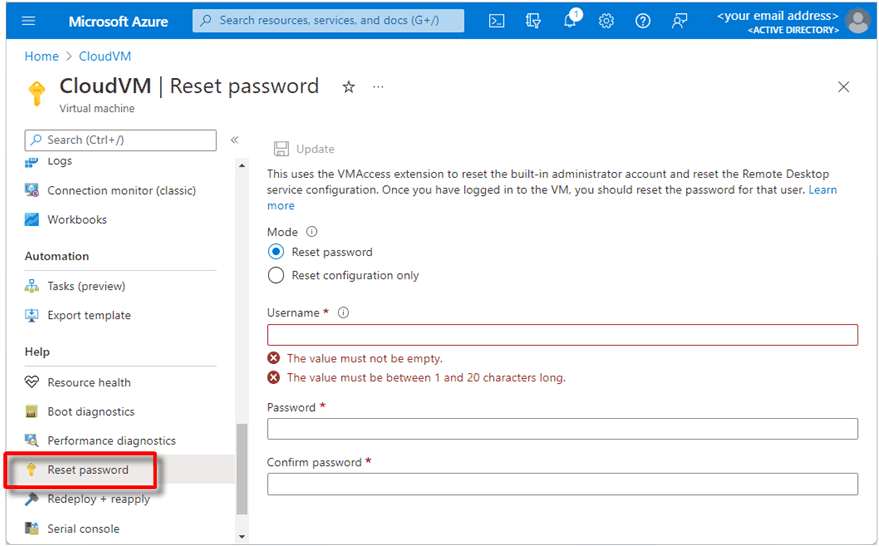 Microsoft Azure
Search resources, services, and docs (G+/)
1
<your email address>
<ACTIVE DIRECTORY>
Home > CloudVM
CloudVM | Reset password
Virtual machine
Search (Ctrl+/)
Logs
Connection monitor (classic)
Workbooks
Automation
Tasks (preview)
Export template
Help
Resource health
Boot diagnostics
Performance diagnostics
Reset password
Redeploy + reapply
Serial console
Update
This uses the VMAccess extension to reset the built-in administrator account and reset the Remote Desktop
service configuration. Once you have logged in to the VM, you should reset the password for that user. Learn
more
Mode
Reset password
Reset configuration only
Username *
The value must not be empty.
The value must be between 1 and 20 characters long.
Password *
Confirm password *